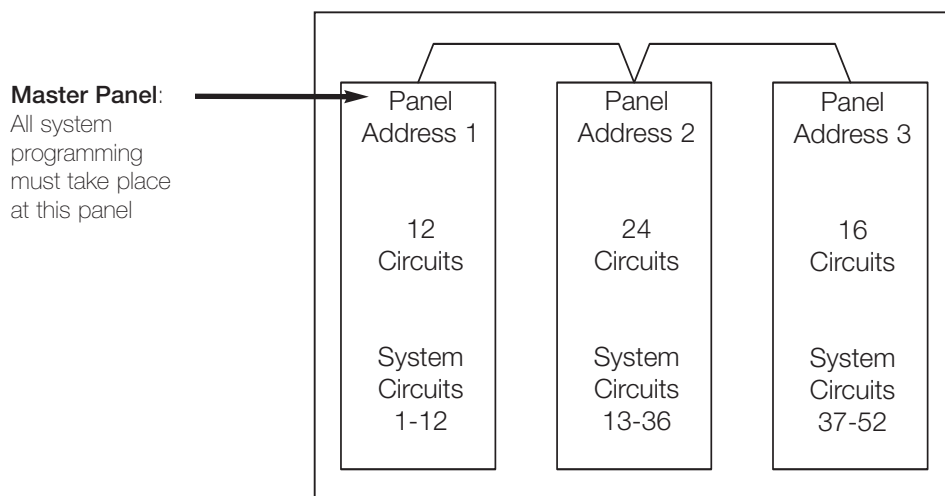 Master Panel:
All system
programming
must take place
at this panel
Panel
Address 1
12
Circuits
System
Circuits
1-12
Panel
Address 2
24
Circuits
System
Circuits
13-36
Panel
Address 3
16
Circuits
System
Circuits
37-52